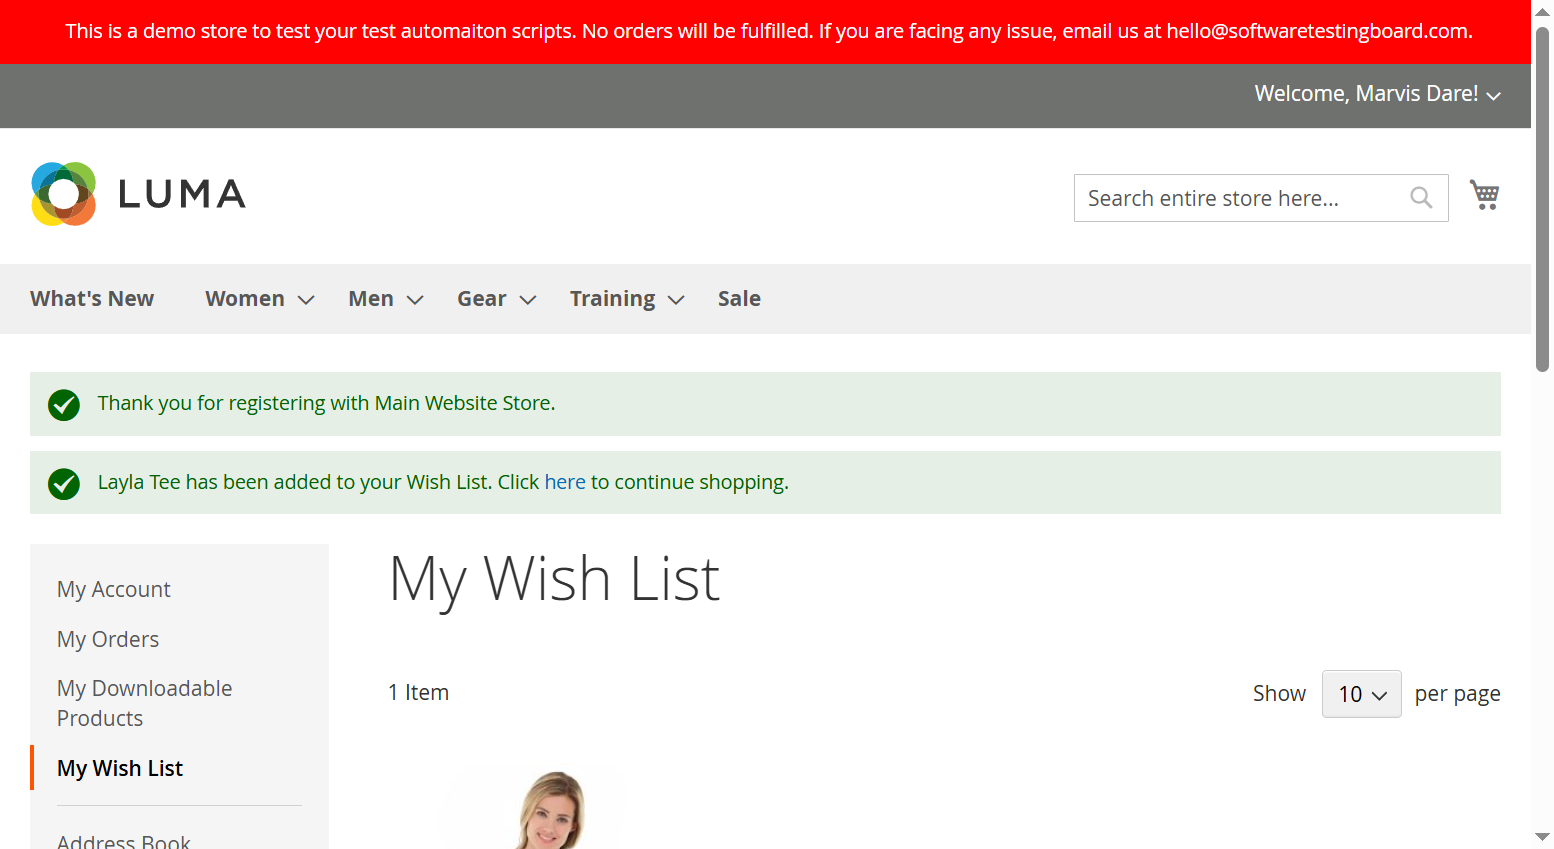 This is a demo store to test your test automaiton scripts. No orders will be fulfilled. If you are facing any issue, email us at hello@softwaretestingboard.com.
Welcome, Marvis Dare!
LUMA
Search entire store here...
What's New Women Men Gear Training Sale
Thank you for registering with Main Website Store.
Layla Tee has been added to your Wish List. Click here to continue shopping.
My Wish List
My Account
My Orders
My Downloadable
Products
My Wish List
Address Book
1 Item
Show 10 per page